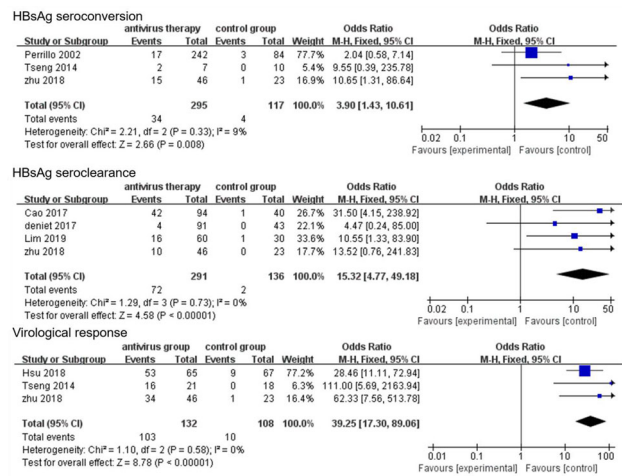 HBsAg seroconversion
antivirus therapy control group Odds Ratio Odds Ratio
Study or Subgroup Events Total Events Total Weight M-H, Fixed, 95% CI M-H, Fixed, 95% CI
Perrillo 2002 17 242 3 84 77.7% 2.04 [0.58, 7.14]
Tseng 2014 2 7 0 10 5.4% 9.55 [0.39, 235.78]
zhu 2018 15 46 1 23 16.9% 10.65 [1.31, 86.64]
Total (95% CI) 295 117 100.0% 3.90 [1.43, 10.61]
Total events 34 4
Heterogeneity: Chi² = 2.21, df = 2 (P = 0.33); I² = 9%
Test for overall effect: Z = 2.66 (P = 0.008)
0.02 0.1 1 10 50
Favours [experimental] Favours [control]
HBsAg seroclearance
antivirus therapy control group Odds Ratio Odds Ratio
Study or Subgroup Events Total Events Total Weight M-H, Fixed, 95% CI M-H, Fixed, 95% CI
Cao 2017 42 94 1 40 26.7% 31.50 [4.15, 238.92]
deniet 2017 4 91 0 43 22.1% 4.47 [0.24, 85.00]
Lim 2019 16 60 1 30 33.6% 10.55 [1.33, 83.90]
zhu 2018 10 46 0 23 17.7% 13.52 [0.76, 241.83]
Total (95% CI) 291 136 100.0% 15.32 [4.77, 49.18]
Total events 72 2
Heterogeneity: Chi² = 1.29, df = 3 (P = 0.73); I² = 0%
Test for overall effect: Z = 4.58 (P < 0.00001)
0.02 0.1 1 10 50
Favours [experimental] Favours [control]
Virological response
antivirus group control group Odds Ratio Odds Ratio
Study or Subgroup Events Total Events Total Weight M-H, Fixed, 95% CI M-H, Fixed, 95% CI
Hsu 2018 53 65 9 67 77.2% 28.46 [11.11, 72.94]
Tseng 2014 16 21 0 18 6.3% 111.00 [5.69, 2163.94]
zhu 2018 34 46 1 23 16.4% 62.33 [7.56, 513.78]
Total (95% CI) 132 108 100.0% 39.25 [17.30, 89.06]
Total events 103 10
Heterogeneity: Chi² = 1.10, df = 2 (P = 0.58); I² = 0%
Test for overall effect: Z = 8.78 (P < 0.00001)
0.01 0.1 1 10 100
Favours [experimental] Favours [control]